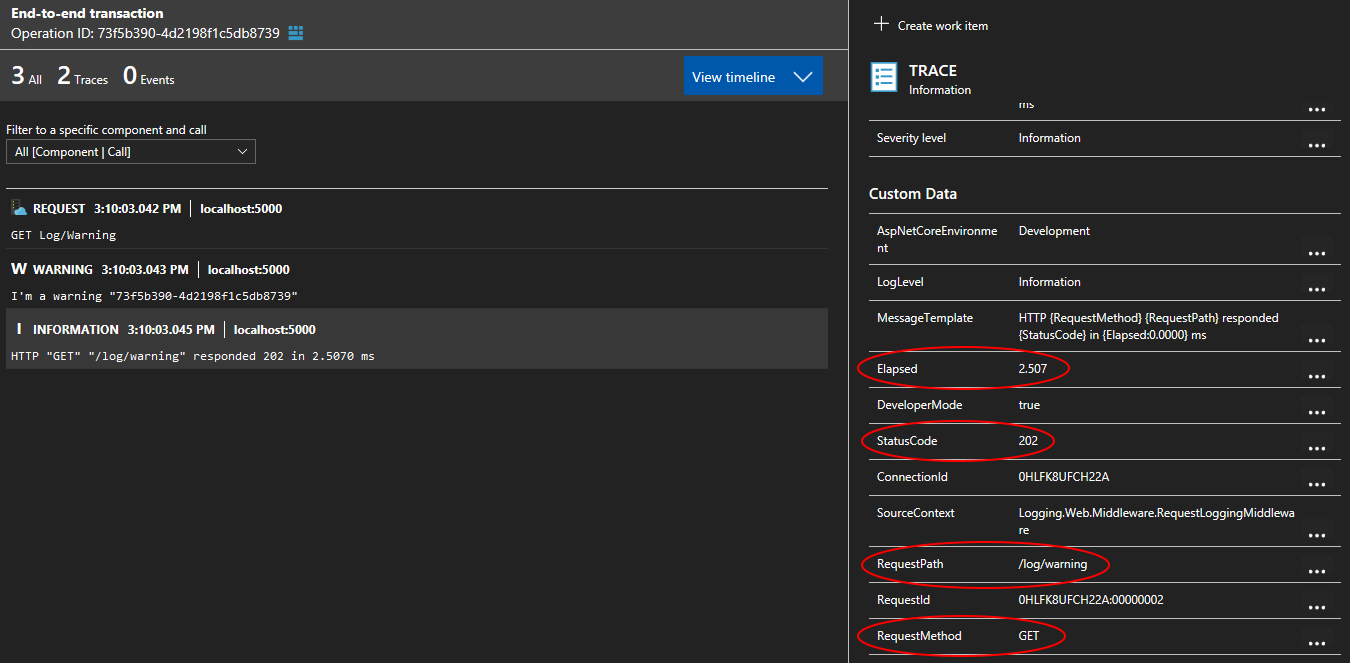 End-to-end transaction
Operation ID: 73f5b390-4d2198f1c5db8739
3 All 2 Traces 0 Events
View timeline
Filter to a specific component and call
All [Component | Call]
REQUEST 3:10:03.042 PM | localhost:5000
GET Log/Warning
W WARNING 3:10:03.043 PM | localhost:5000
I'm a warning "73f5b390-4d2198f1c5db8739"
I INFORMATION 3:10:03.045 PM | localhost:5000
HTTP "GET" "/log/warning" responded 202 in 2.5070 ms
Create work item
TRACE
Information
ms
Severity level Information
Custom Data
AspNetCoreEnvironme Development
nt
LogLevel Information
MessageTemplate HTTP {RequestMethod} {RequestPath} responded
{StatusCode} in {Elapsed:0.0000} ms
Elapsed 2.507
DeveloperMode true
StatusCode 202
ConnectionId 0HLFK8UFCH22A
SourceContext Logging.Web.Middleware.RequestLoggingMiddlewa
re
RequestPath /log/warning
RequestId 0HLFK8UFCH22A:00000002
RequestMethod GET